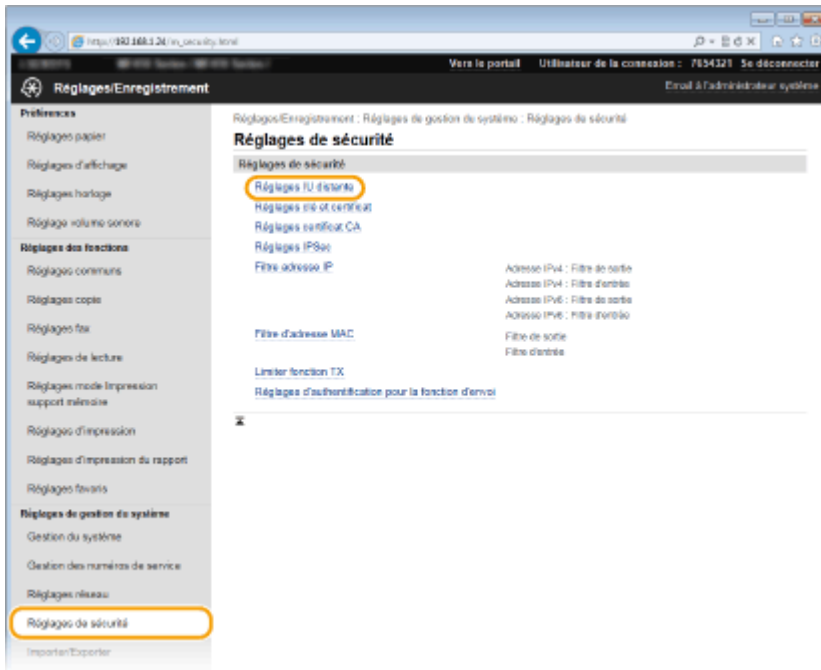 http://192.168.1.24/m_security.html
Vers le portail Utilisateur de la connexion : 7654321 Se déconnecter
Réglages/Enregistrement
Email à l'administrateur système
Préférences
Réglages papier
Réglages d'affichage
Réglages horloge
Réglage volume sonore
Réglages des fonctions
Réglages communs
Réglages copie
Réglages fax
Réglages de lecture
Réglages mode Impression
support mémoire
Réglages d'impression
Réglages d'impression du rapport
Réglages favoris
Réglages de gestion du système
Gestion du système
Gestion des numéros de service
Réglages réseau
Réglages de sécurité
Importer/Exporter
Réglages/Enregistrement : Réglages de gestion du système : Réglages de sécurité
Réglages de sécurité
Réglages de sécurité
Réglages IU distante
Réglages clé et certificat
Réglages certificat CA
Réglages IPSec
Filtre adresse IP
Adresse IPv4 : Filtre de sortie
Adresse IPv4 : Filtre d'entrée
Adresse IPv6 : Filtre de sortie
Adresse IPv6 : Filtre d'entrée
Filtre d'adresse MAC
Filtre de sortie
Filtre d'entrée
Limiter fonction TX
Réglages d'authentification pour la fonction d'envoi